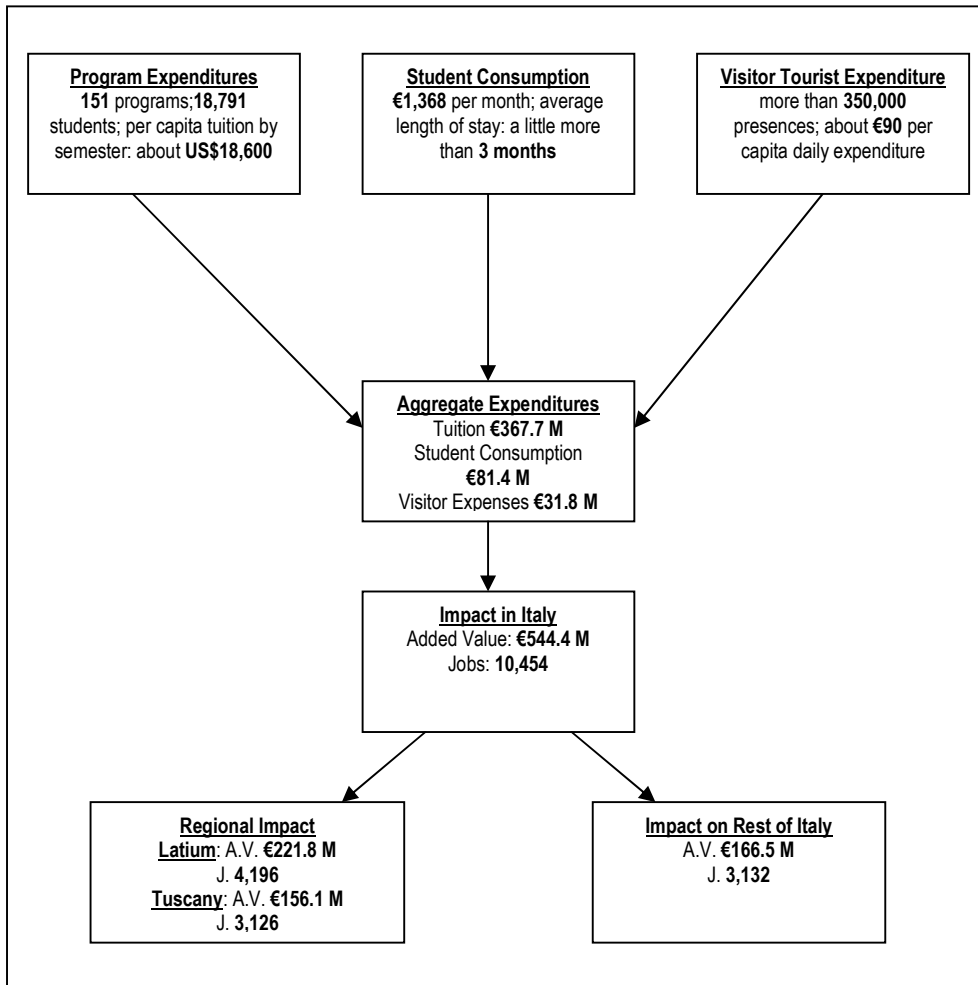 Program Expenditures
151 programs;18,791
students; per capita tuition by
semester: about US$18,600
Student Consumption
€1,368 per month; average
length of stay: a little more
than 3 months
Visitor Tourist Expenditure
more than 350,000
presences; about €90 per
capita daily expenditure
Aggregate Expenditures
Tuition €367.7 M
Student Consumption
€81.4 M
Visitor Expenses €31.8 M
Impact in Italy
Added Value: €544.4 M
Jobs: 10,454
Regional Impact
Latium: A.V. €221.8 M
J. 4,196
Tuscany: A.V. €156.1 M
J. 3,126
Impact on Rest of Italy
A.V. €166.5 M
J. 3,132